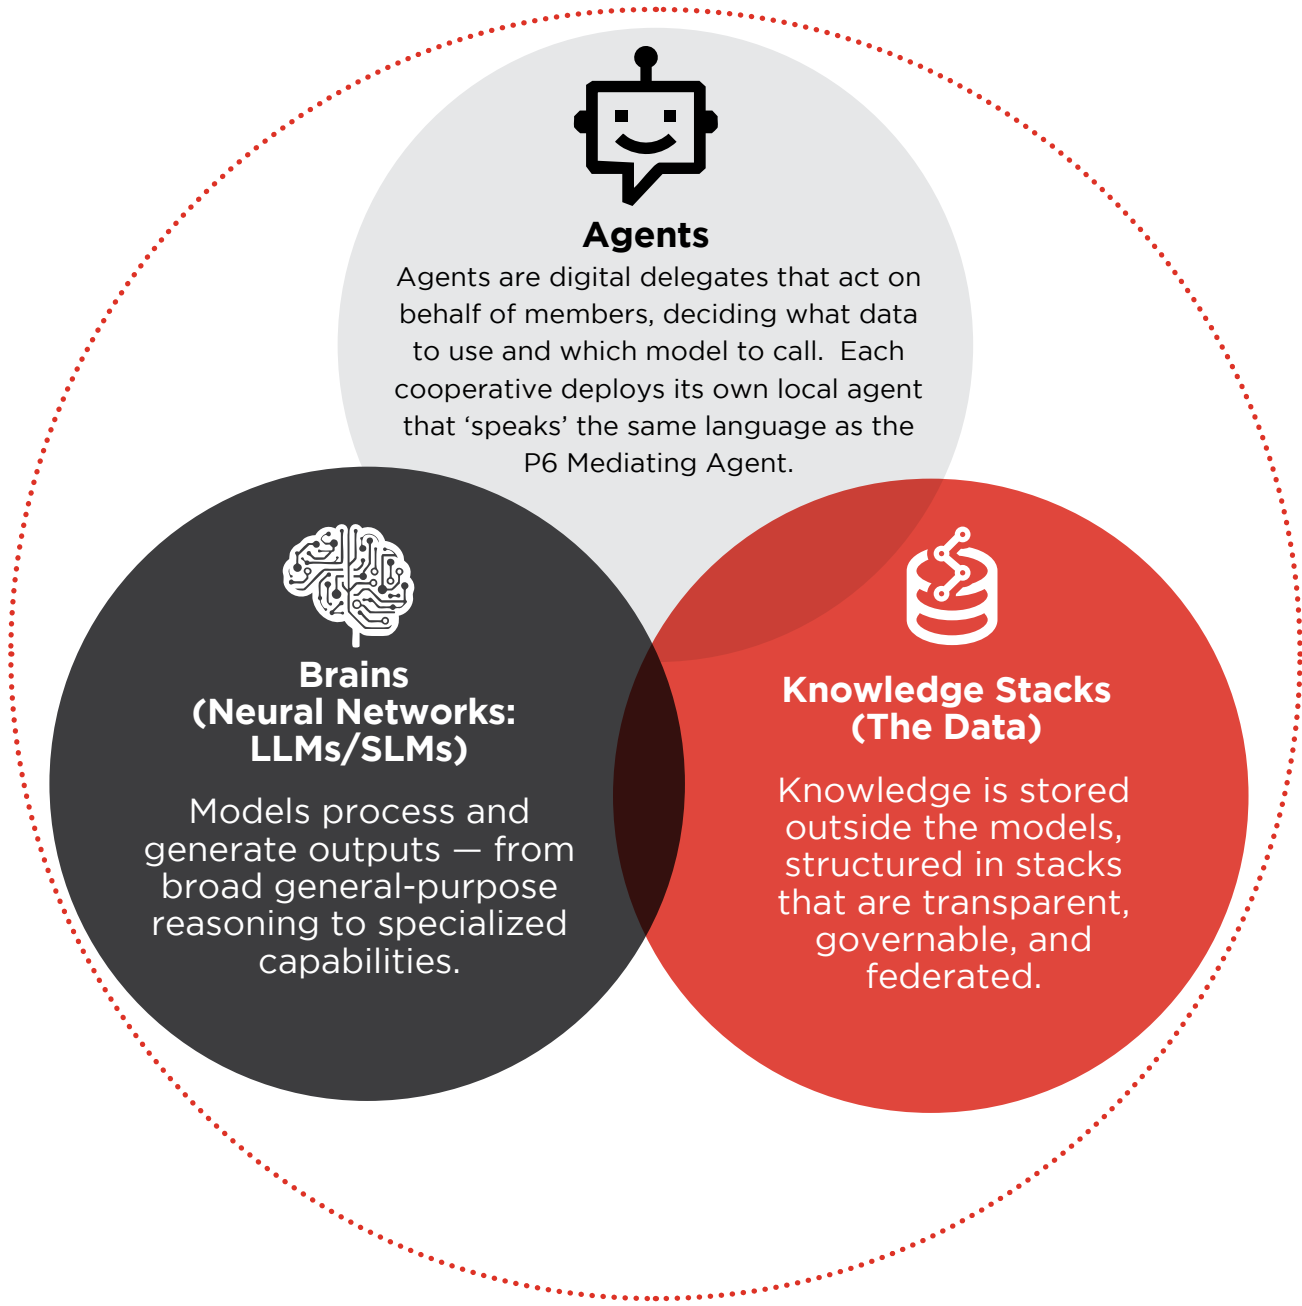 Agents
Agents are digital delegates that act on
behalf of members, deciding what data
to use and which model to call.  Each
cooperative deploys its own local agent
that ‘speaks’ the same language as the
P6 Mediating Agent.
Brains
(Neural Networks:
LLMs/SLMs)
Models process and
generate outputs — from
broad general-purpose
reasoning to specialized
capabilities.
Knowledge Stacks
(The Data)
Knowledge is stored
outside the models,
structured in stacks
that are transparent,
governable, and
federated.